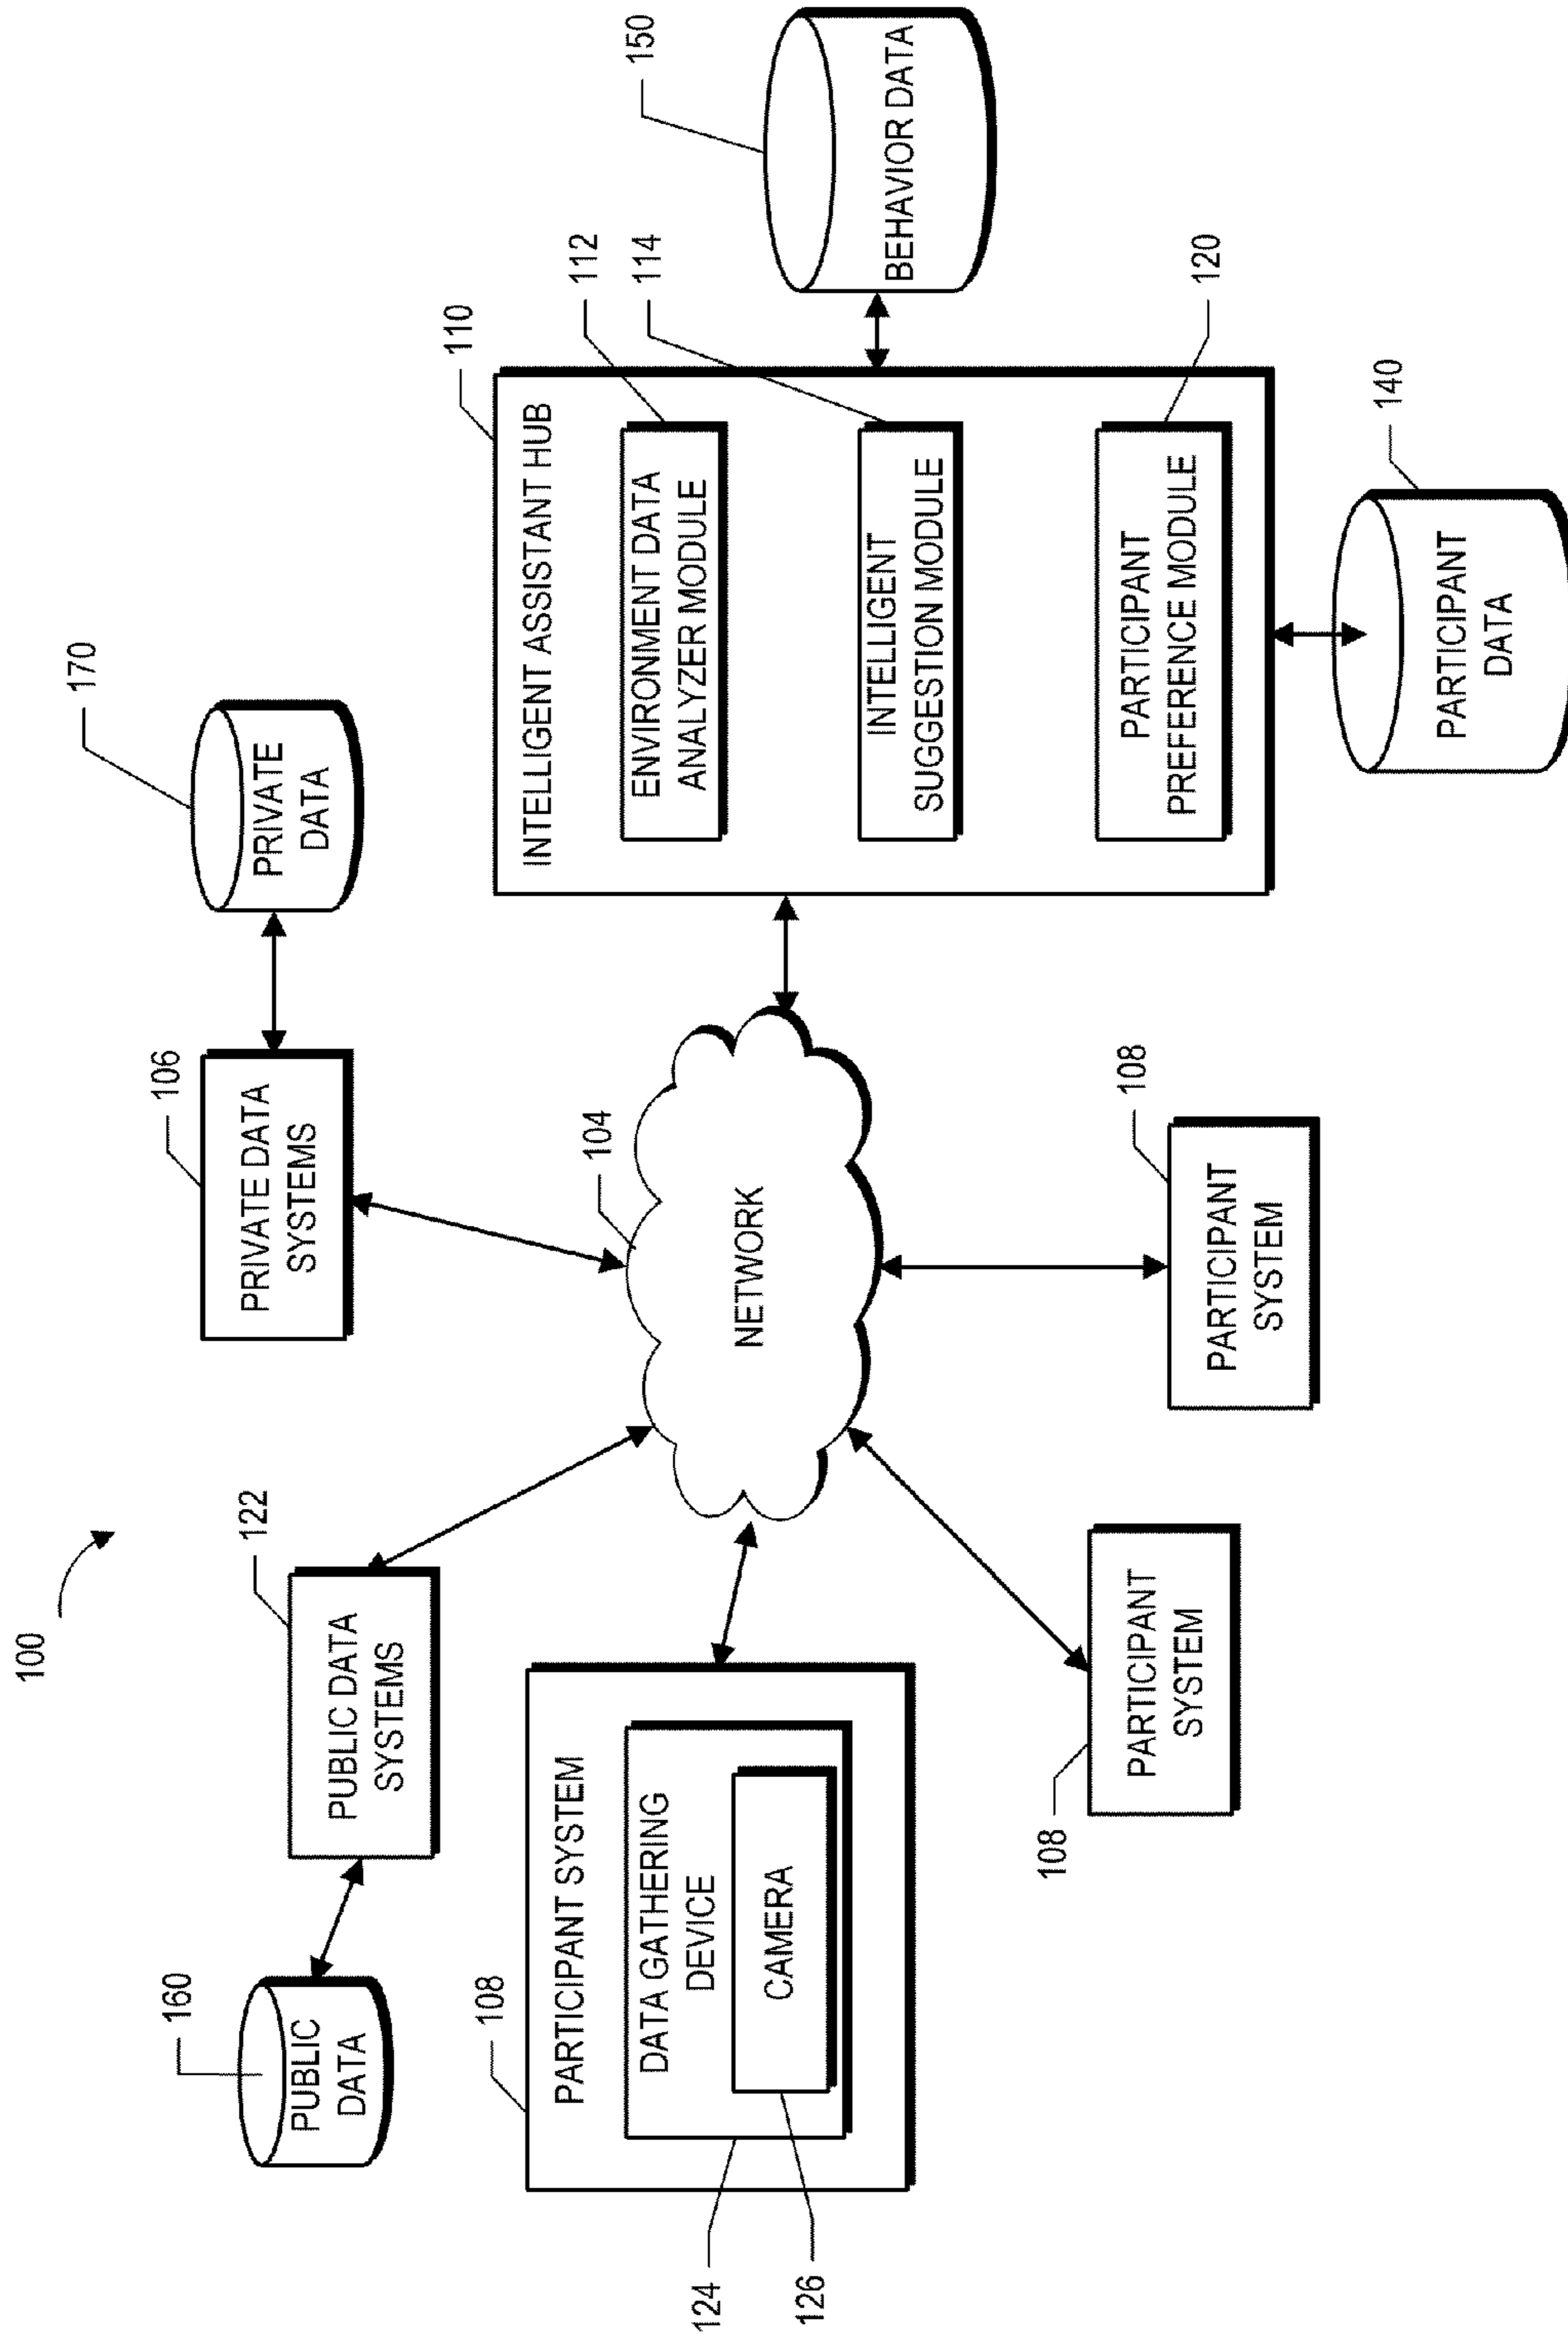 100
160
PUBLIC
DATA
122
PUBLIC DATA
SYSTEMS
106
PRIVATE DATA
SYSTEMS
170
PRIVATE
DATA
108
PARTICIPANT SYSTEM
DATA GATHERING
DEVICE
CAMERA
124
126
104
NETWORK
110
INTELLIGENT ASSISTANT HUB
112
ENVIRONMENT DATA
ANALYZER MODULE
114
INTELLIGENT
SUGGESTION MODULE
120
PARTICIPANT
PREFERENCE MODULE
150
BEHAVIOR DATA
108
PARTICIPANT
SYSTEM
108
PARTICIPANT
SYSTEM
140
PARTICIPANT
DATA